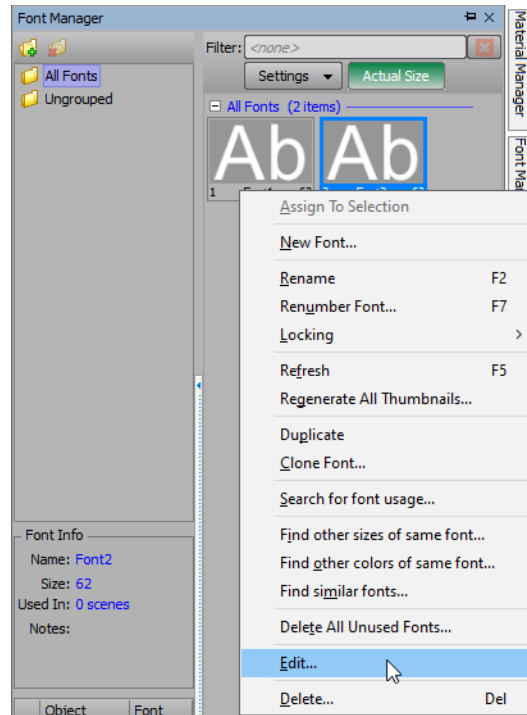 Font Manager
Filter: <none>
Settings
Actual Size
All Fonts
Ungrouped
All Fonts (2 items)
Ab Ab
Material Manager
Assign To Selection
New Font...
Rename F2
Renumber Font... F7
Locking
Refresh F5
Regenerate All Thumbnails...
Duplicate
Clone Font...
Search for font usage...
Find other sizes of same font...
Find other colors of same font...
Find similar fonts...
Delete All Unused Fonts...
Edit...
Delete... Del
Font Info
Name: Font2
Size: 62
Used In: 0 scenes
Notes:
Object Font